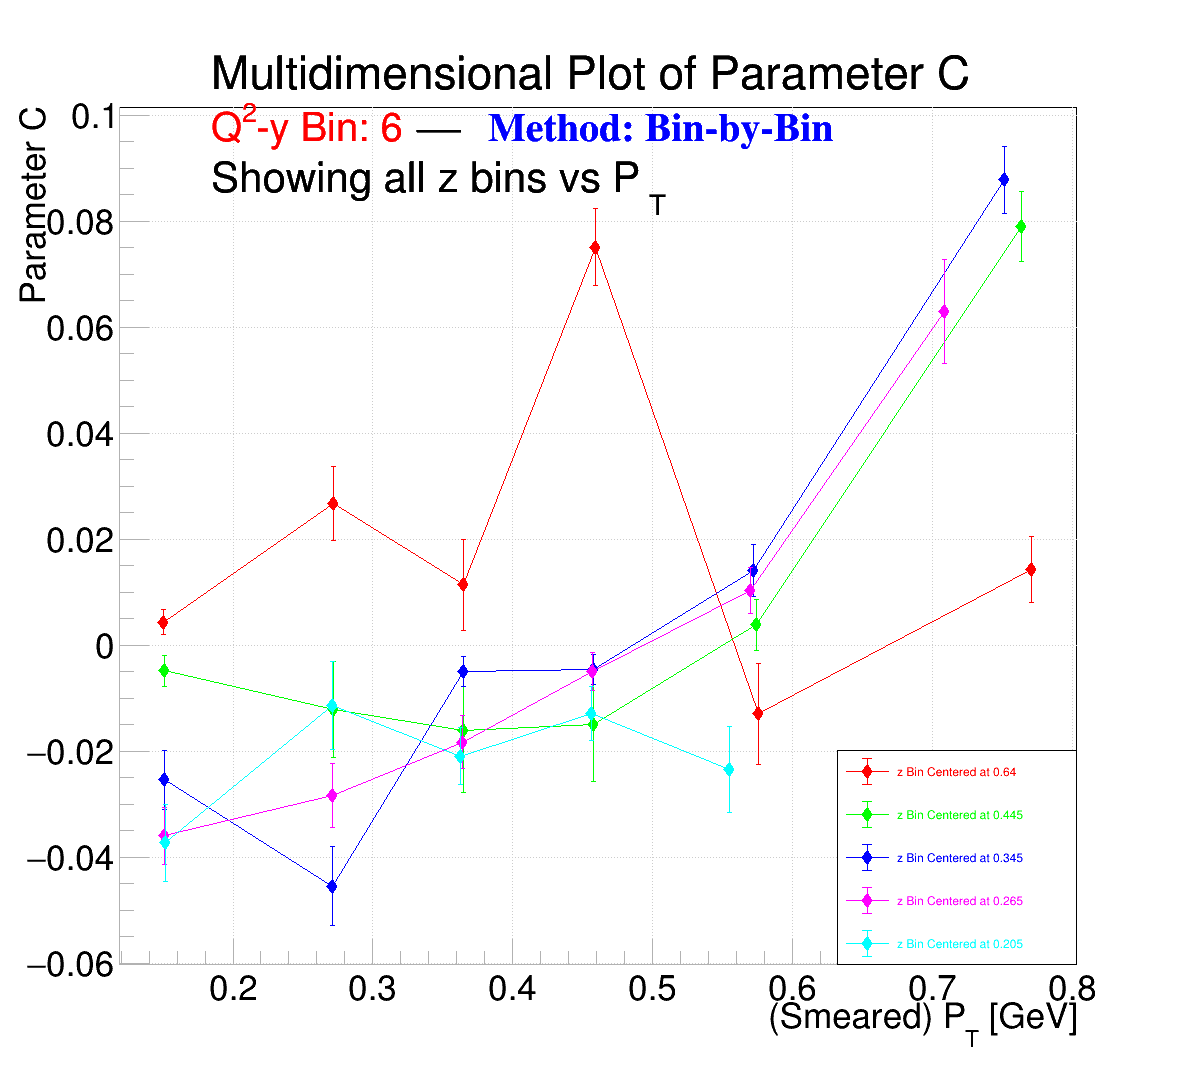 Multidimensional Plot of Parameter C
Q²-y Bin: 6 — Method: Bin-by-Bin
Showing all z bins vs P_T
Parameter C
0.1
0.08
0.06
0.04
0.02
0
−0.02
−0.04
−0.06
z Bin Centered at 0.64
z Bin Centered at 0.445
z Bin Centered at 0.345
z Bin Centered at 0.265
z Bin Centered at 0.205
0.2 0.3 0.4 0.5 0.6 0.7 0.8
(Smeared) P_T [GeV]